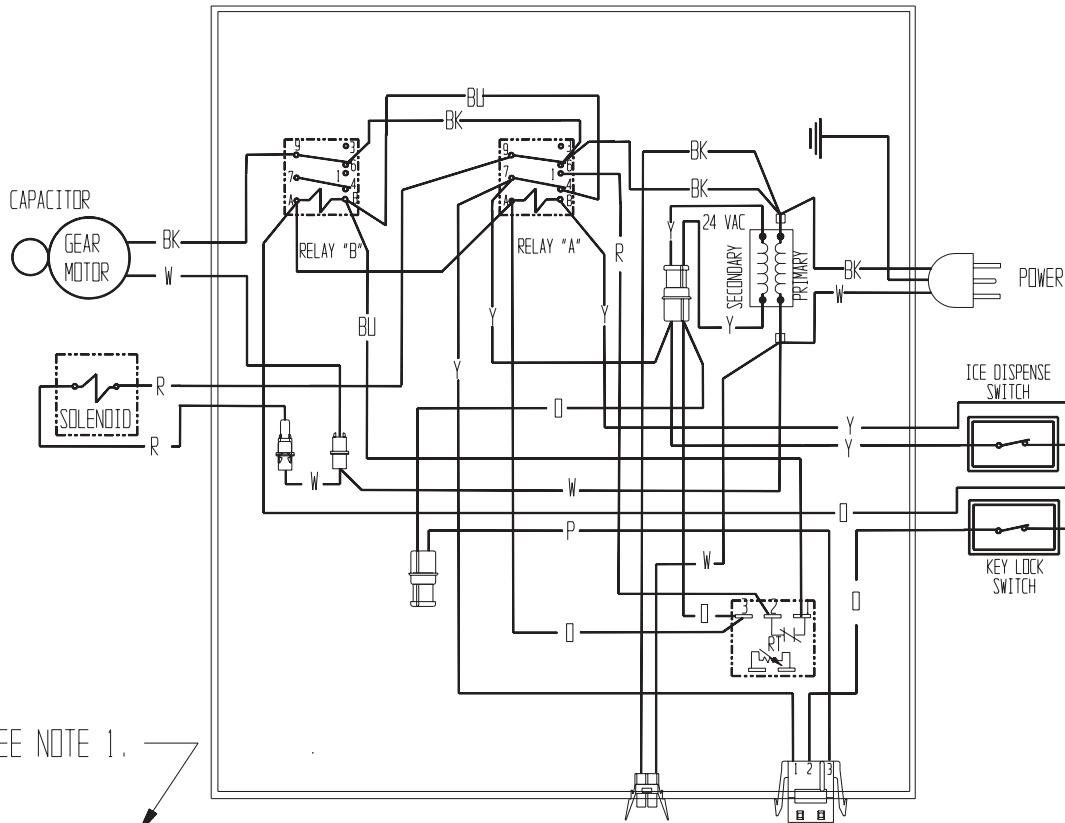 BU
BK
9
3
6
1
7
4
A
B
RELAY "B"
9
3
6
1
7
4
A
B
RELAY "A"
BK
BK
24 VAC
Y
R
SECONDARY
PRIMARY
Y
BK
W
POWER
CAPACITOR
GEAR
MOTOR
BK
W
BU
Y
Y
Y
SOLENOID
R
R
W
O
ICE DISPENSE
SWITCH
Y
Y
W
O
P
KEY LOCK
SWITCH
W
O
O
O
3 2 1
RT
EE NOTE 1.
1 2 3